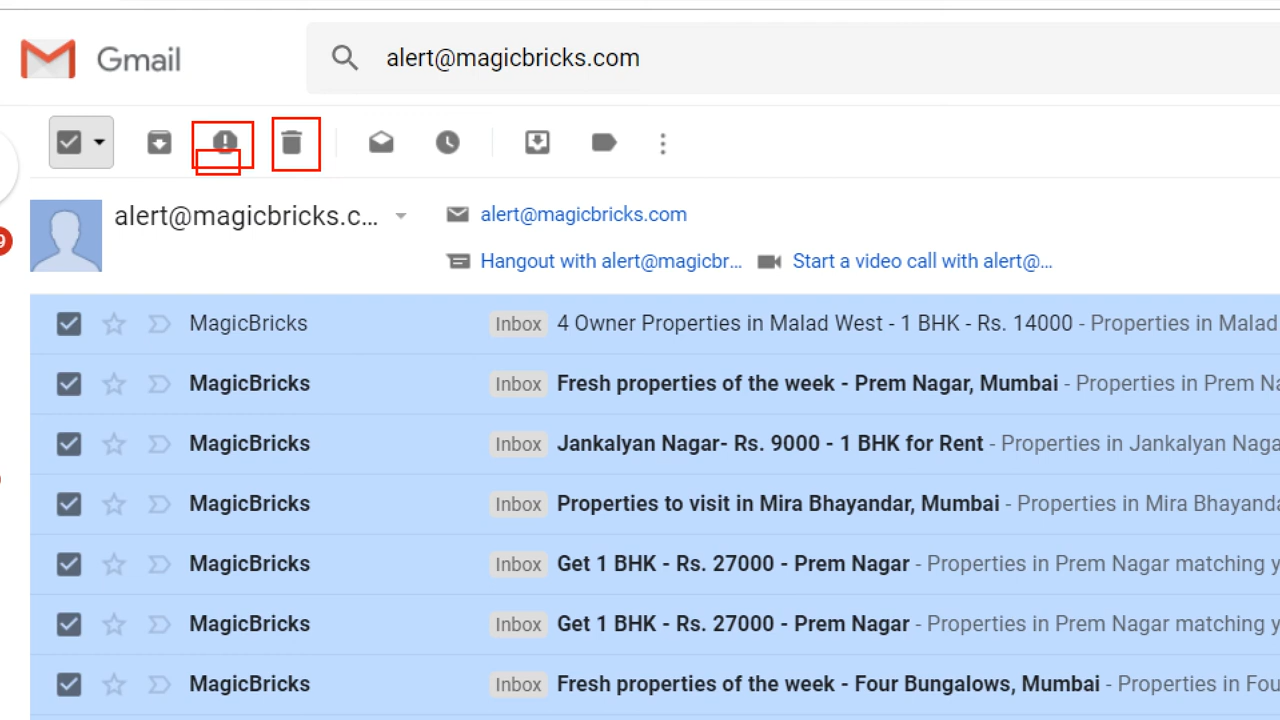 Gmail
alert@magicbricks.com
alert@magicbricks.c...
alert@magicbricks.com
9
Hangout with alert@magicbr...
Start a video call with alert@...
MagicBricks Inbox 4 Owner Properties in Malad West - 1 BHK - Rs. 14000 - Properties in Malad
MagicBricks Inbox Fresh properties of the week - Prem Nagar, Mumbai - Properties in Prem Na
MagicBricks Inbox Jankalyan Nagar- Rs. 9000 - 1 BHK for Rent - Properties in Jankalyan Naga
MagicBricks Inbox Properties to visit in Mira Bhayandar, Mumbai - Properties in Mira Bhayanda
MagicBricks Inbox Get 1 BHK - Rs. 27000 - Prem Nagar - Properties in Prem Nagar matching y
MagicBricks Inbox Get 1 BHK - Rs. 27000 - Prem Nagar - Properties in Prem Nagar matching y
MagicBricks Inbox Fresh properties of the week - Four Bungalows, Mumbai - Properties in Fou